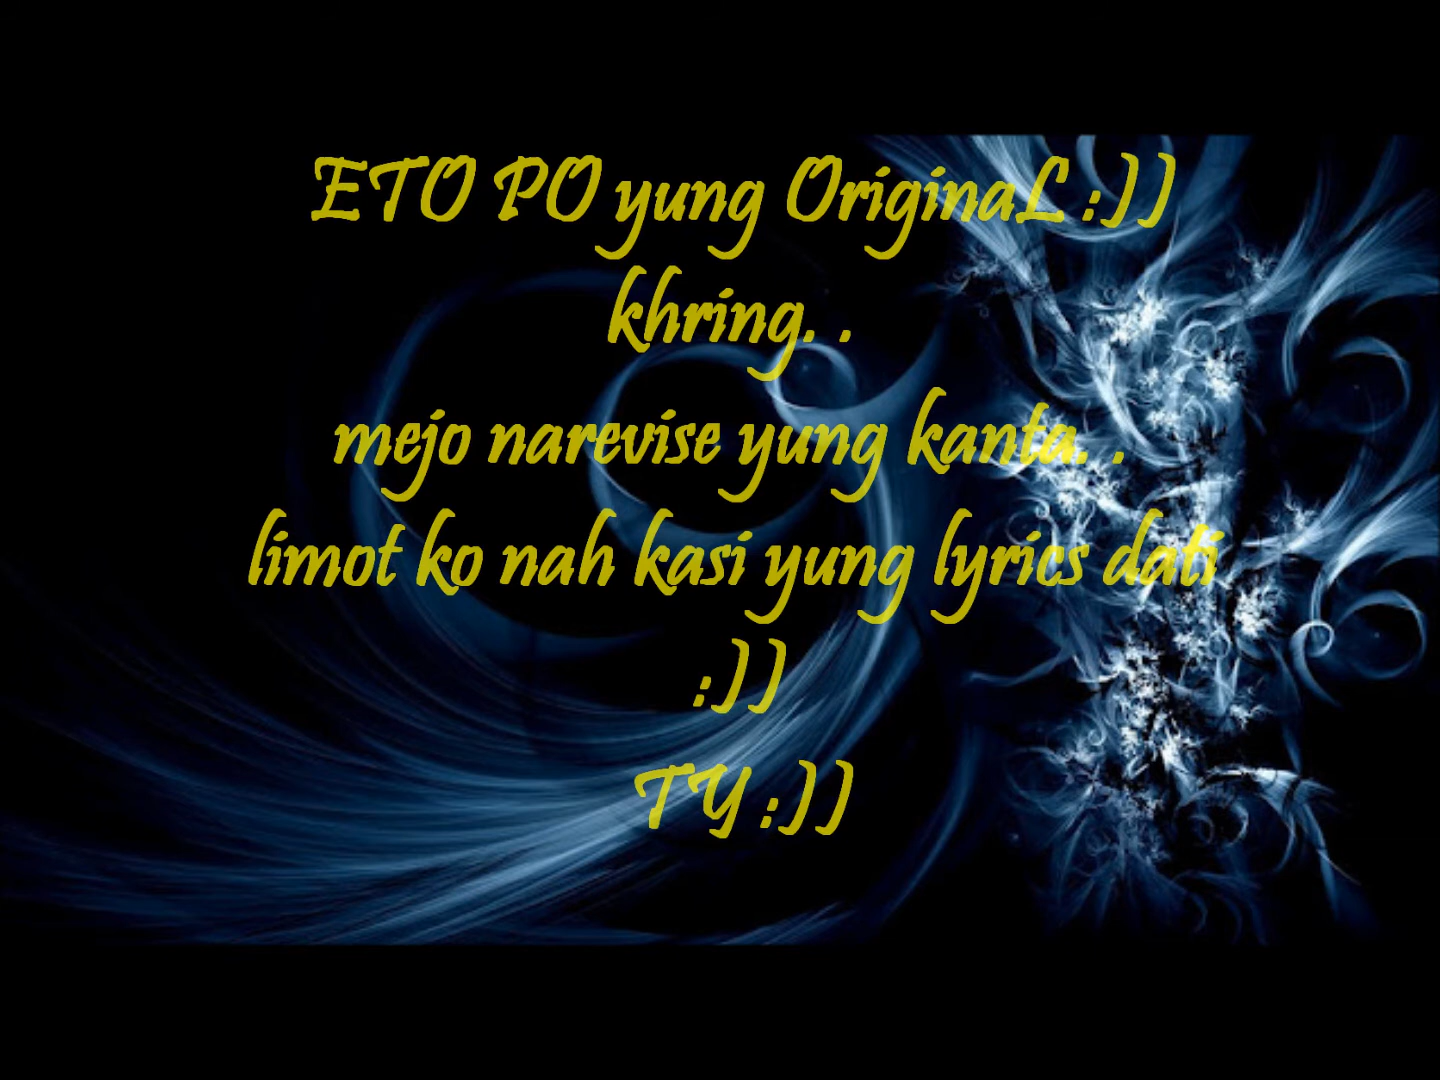 ETO PO yung OriginaL :))
khring. .
mejo narevise yung kanta. .
limot ko nah kasi yung lyrics dati
:))
TY :))